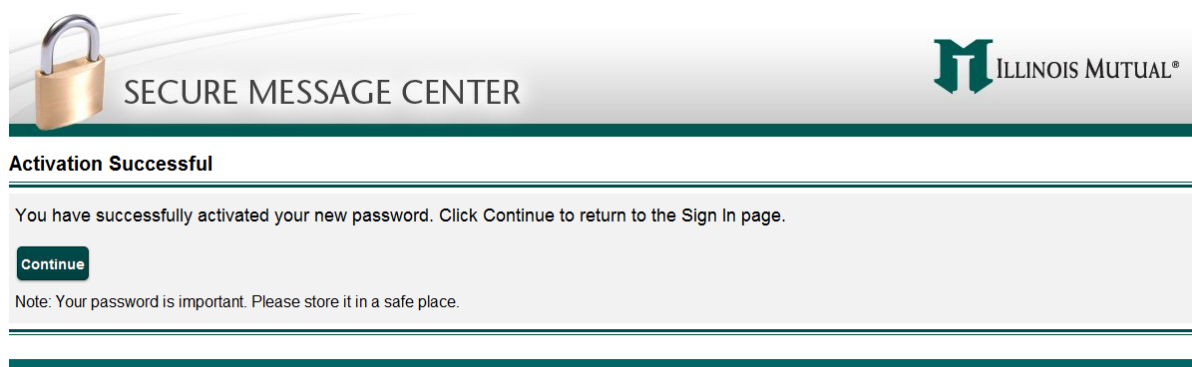 SECURE MESSAGE CENTER
ILLINOIS MUTUAL®
Activation Successful
You have successfully activated your new password. Click Continue to return to the Sign In page.
Continue
Note: Your password is important. Please store it in a safe place.